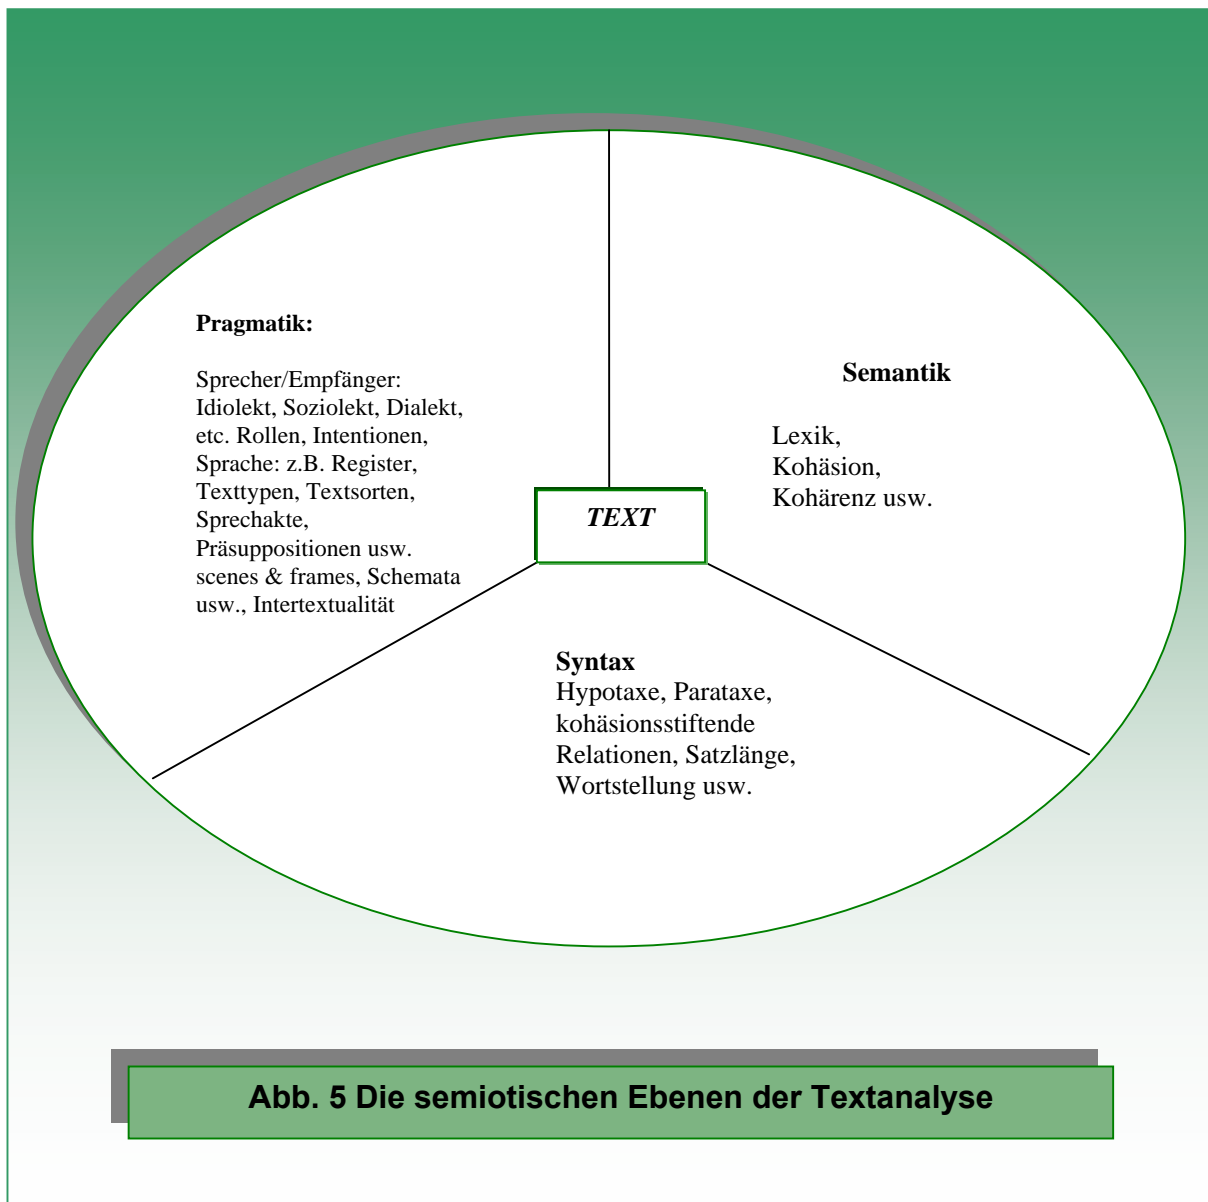 Pragmatik:
Sprecher/Empfänger:
Idiolekt, Soziolekt, Dialekt,
etc. Rollen, Intentionen,
Sprache: z.B. Register,
Texttypen, Textsorten,
Sprechakte,
Präsuppositionen usw.
scenes & frames, Schemata
usw., Intertextualität
Semantik
Lexik,
Kohäsion,
Kohärenz usw.
TEXT
Syntax
Hypotaxe, Parataxe,
kohäsionsstiftende
Relationen, Satzlänge,
Wortstellung usw.
Abb. 5 Die semiotischen Ebenen der Textanalyse